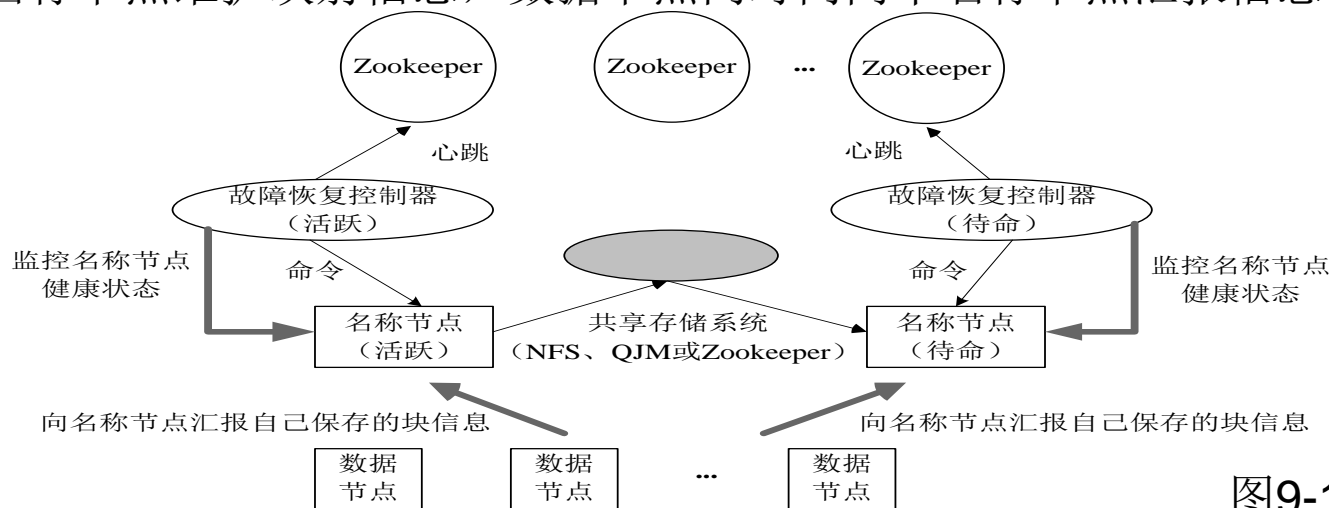 Zookeeper
Zookeeper
...
Zookeeper
心跳
心跳
故障恢复控制器
（活跃）
故障恢复控制器
（待命）
监控名称节点
健康状态
命令
命令
监控名称节点
健康状态
名称节点
（活跃）
共享存储系统
（NFS、QJM或Zookeeper）
名称节点
（待命）
向名称节点汇报自己保存的块信息
向名称节点汇报自己保存的块信息
数据
节点
数据
节点
...
数据
节点
图9-1